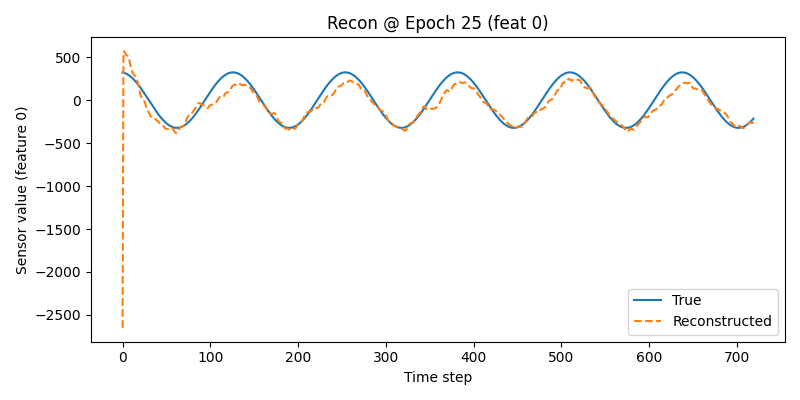 Recon @ Epoch 25 (feat 0)
Sensor value (feature 0)
500
0
−500
−1000
−1500
−2000
−2500
True
Reconstructed
0 100 200 300 400 500 600 700
Time step